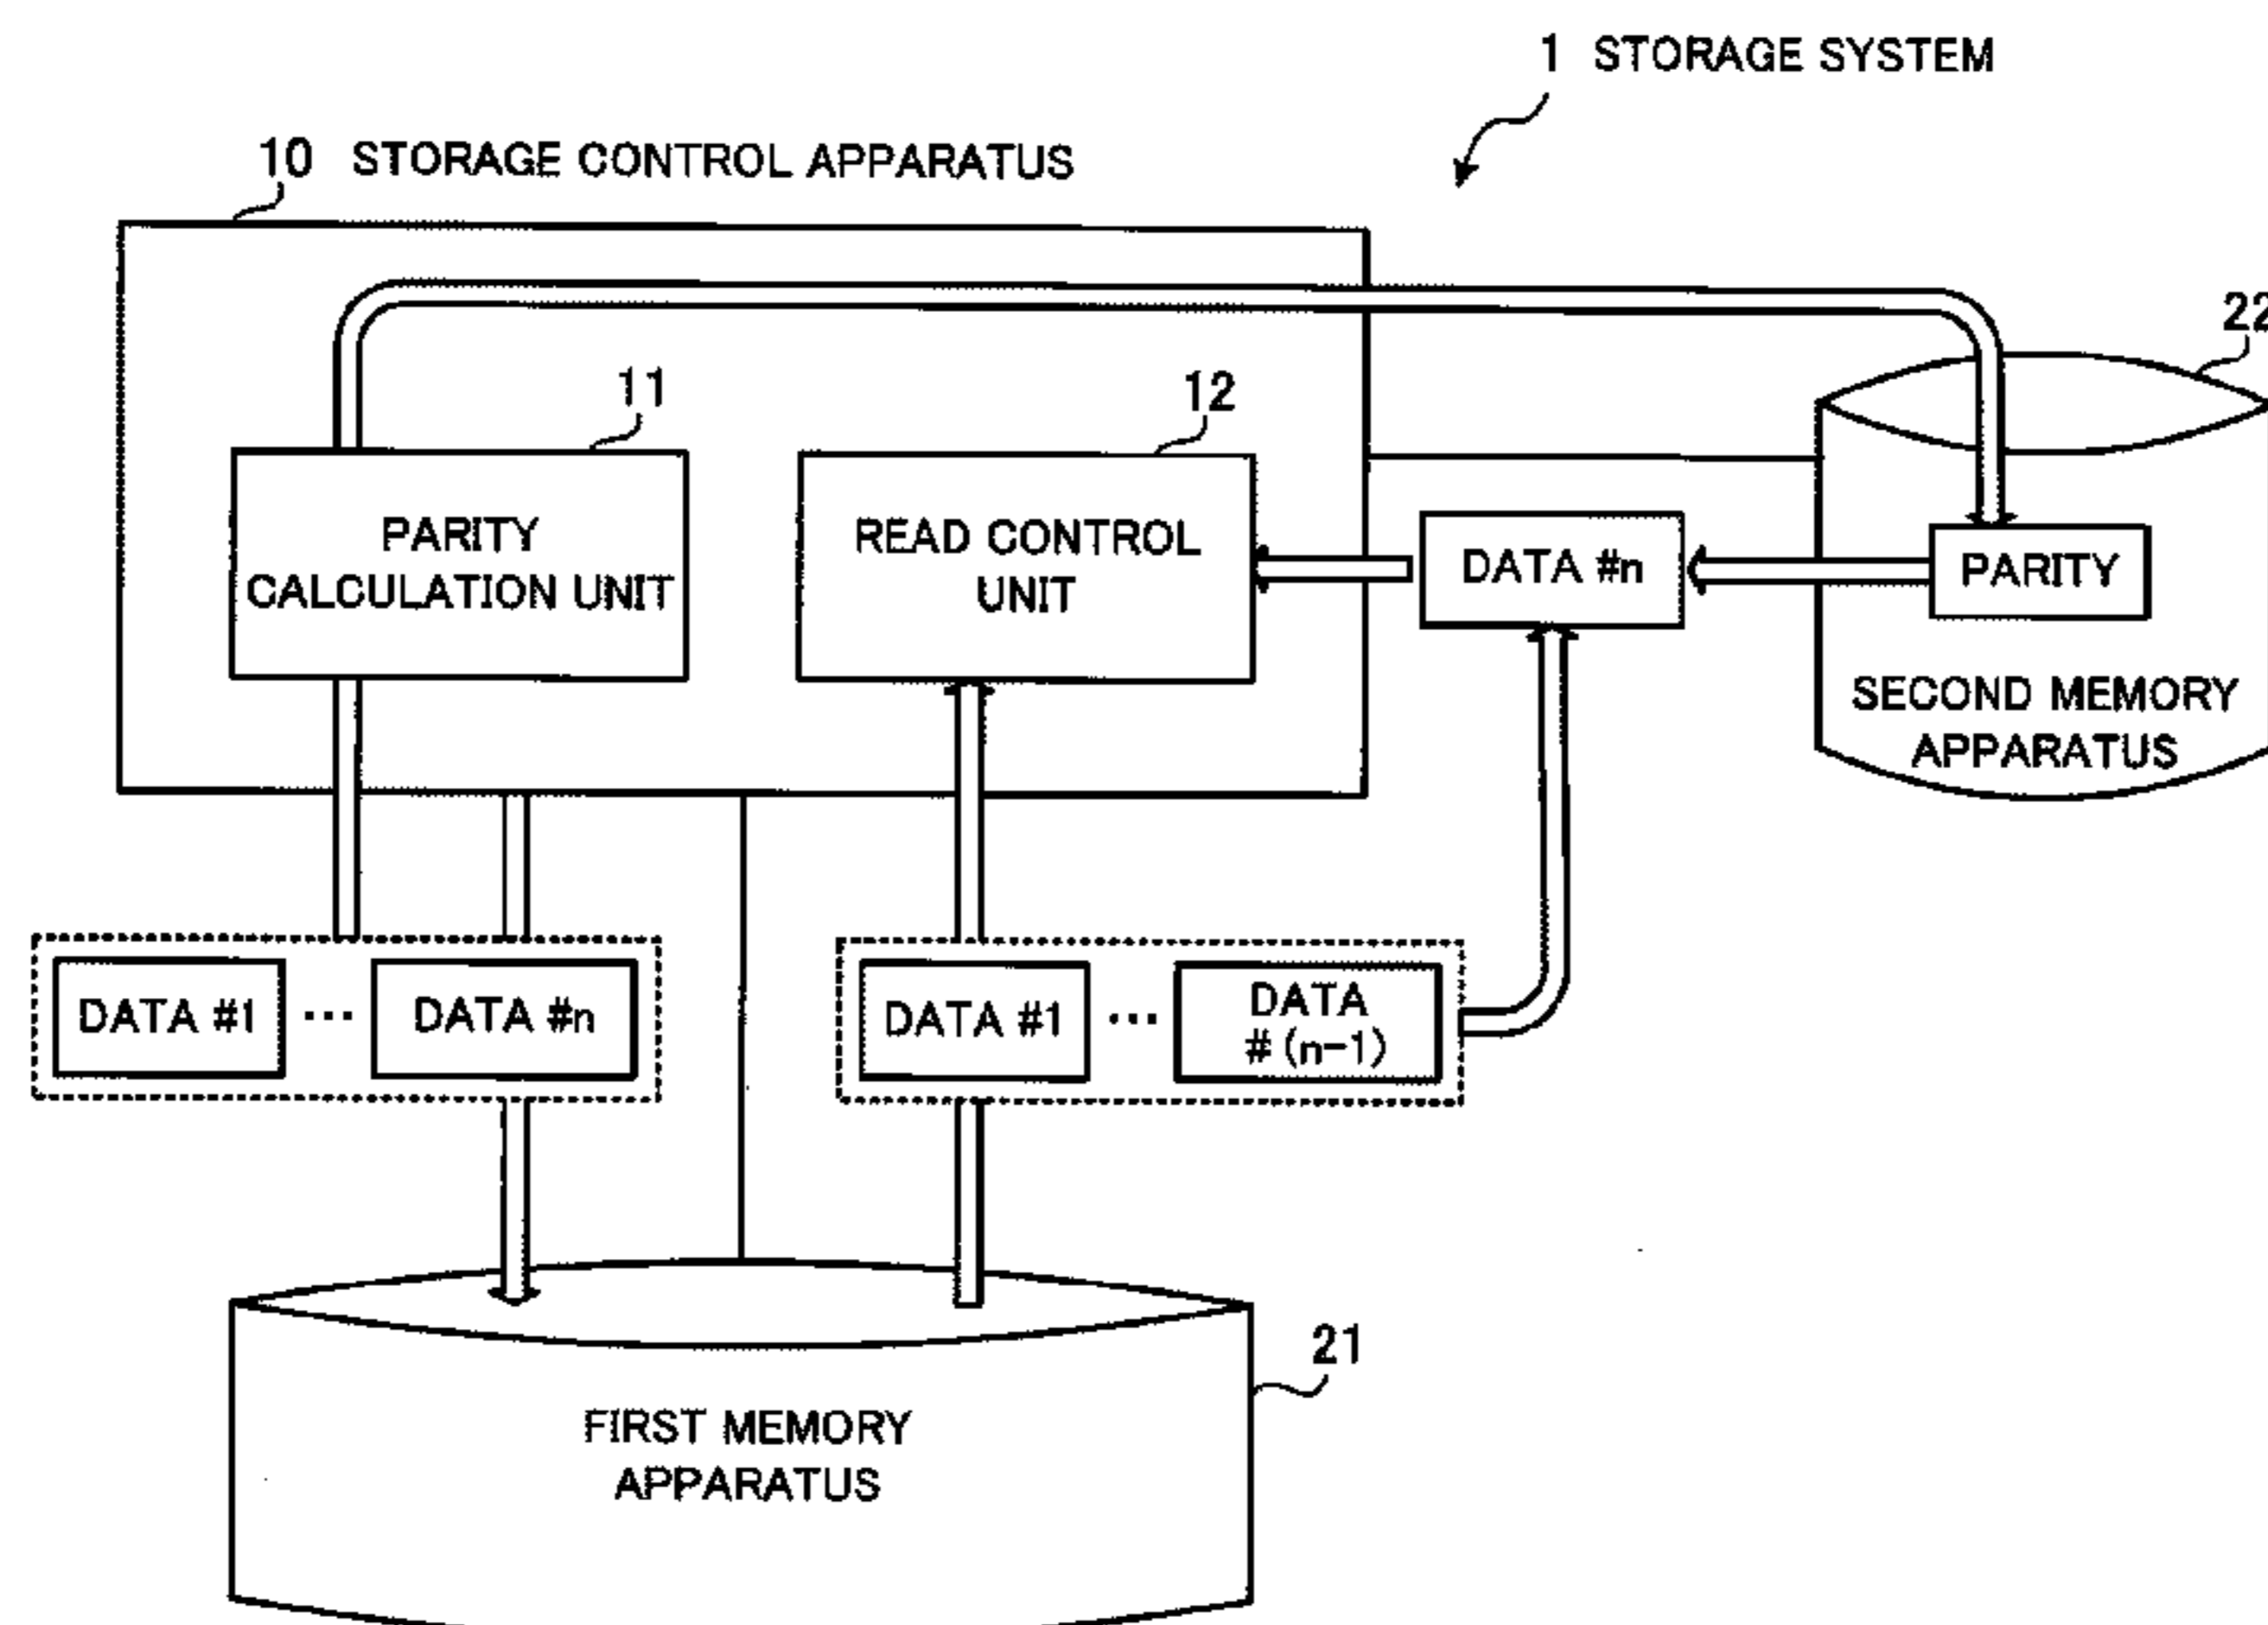 1 STORAGE SYSTEM
10 STORAGE CONTROL APPARATUS
22
11
12
PARITY
CALCULATION UNIT
READ CONTROL
UNIT
DATA #n
PARITY
SECOND MEMORY
APPARATUS
DATA #1 ... DATA #n
DATA #1 ... DATA
#(n-1)
21
FIRST MEMORY
APPARATUS